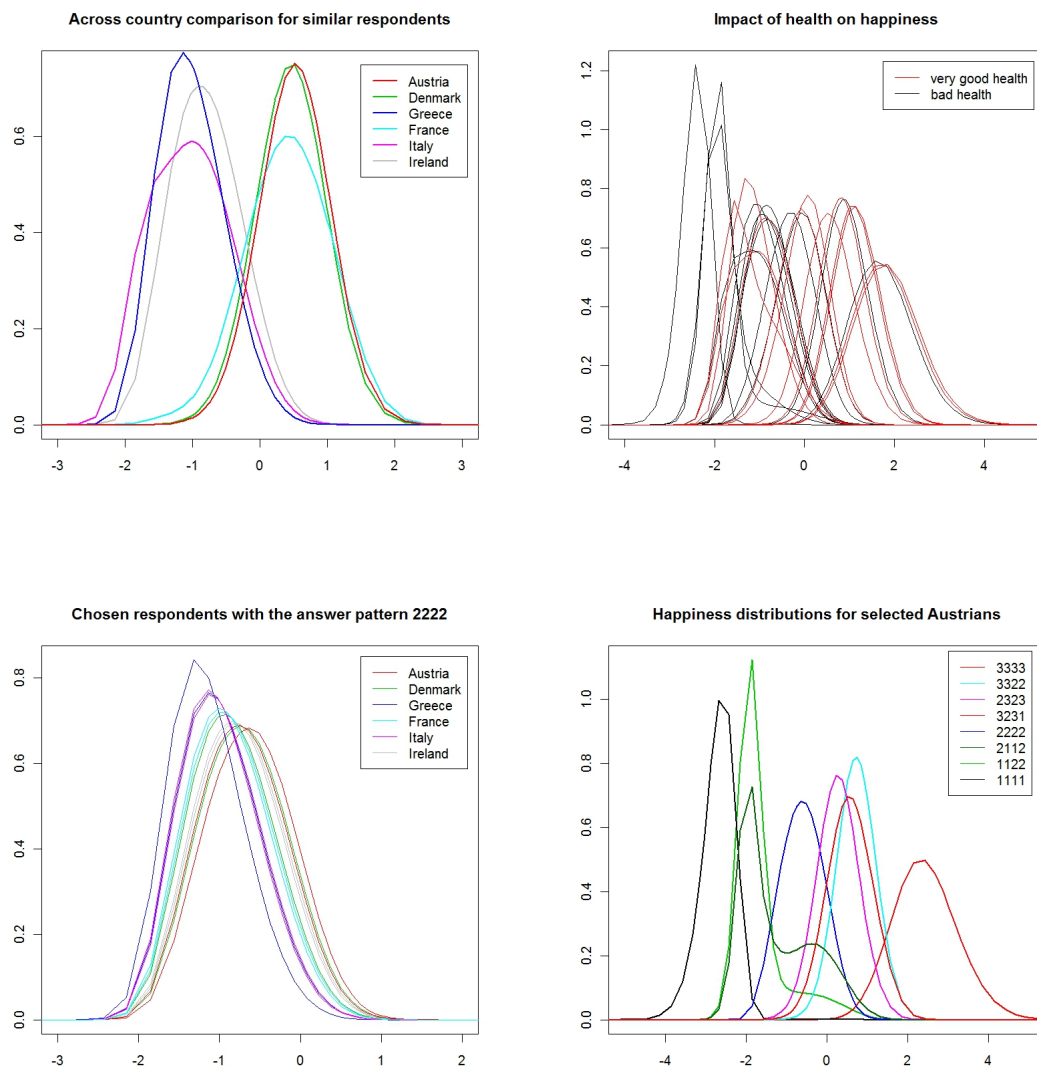 Across country comparison for similar respondents
Austria
Denmark
Greece
France
Italy
Ireland
0.0
0.2
0.4
0.6
-3
-2
-1
0
1
2
3
Impact of health on happiness
very good health
bad health
0.0
0.2
0.4
0.6
0.8
1.0
1.2
-4
-2
0
2
4
Chosen respondents with the answer pattern 2222
Austria
Denmark
Greece
France
Italy
Ireland
0.0
0.2
0.4
0.6
0.8
-3
-2
-1
0
1
2
Happiness distributions for selected Austrians
3333
3322
2323
3231
2222
2112
1122
1111
0.0
0.2
0.4
0.6
0.8
1.0
-4
-2
0
2
4